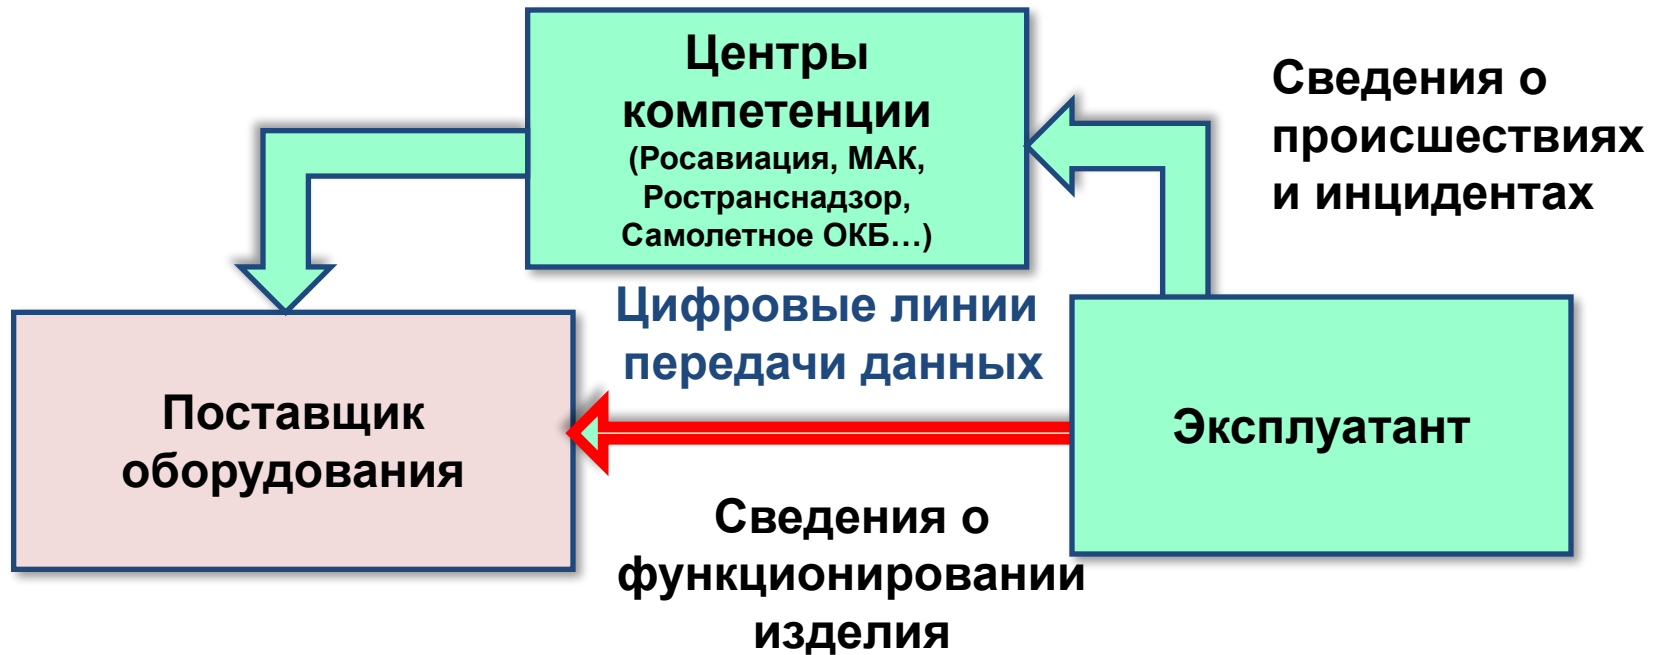 Центры
компетенции
(Росавиация, МАК,
Ространснадзор,
Самолетное ОКБ...)
Сведения о
происшествиях
и инцидентах
Цифровые линии
передачи данных
Поставщик
оборудования
Эксплуатант
Сведения о
функционировании
изделия